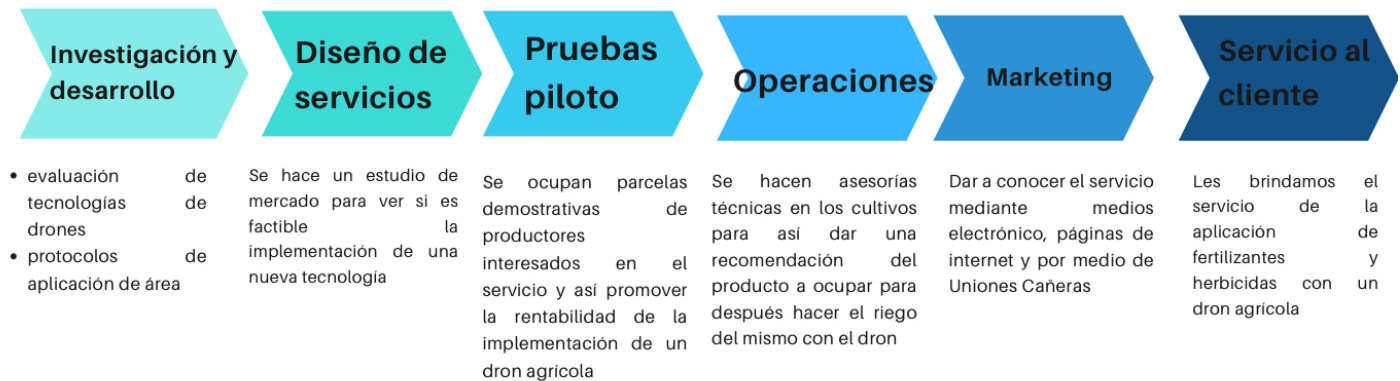 Investigación y
desarrollo
Diseño de
servicios
Pruebas
piloto
Operaciones
Marketing
Servicio al
cliente
• evaluación de
tecnologías de
drones
• protocolos de
aplicación de área
Se hace un estudio de
mercado para ver si es
factible la
implementación de una
nueva tecnología
Se ocupan parcelas
demostrativas de
productores
interesados en el
servicio y así promover
la rentabilidad de la
implementación de un
dron agrícola
Se hacen asesorías
técnicas en los cultivos
para así dar una
recomendación del
producto a ocupar para
después hacer el riego
del mismo con el dron
Dar a conocer el servicio
mediante medios
electrónico, páginas de
internet y por medio de
Uniones Cañeras
Les brindamos el
servicio de la
aplicación de
fertilizantes y
herbicidas con un
dron agrícola